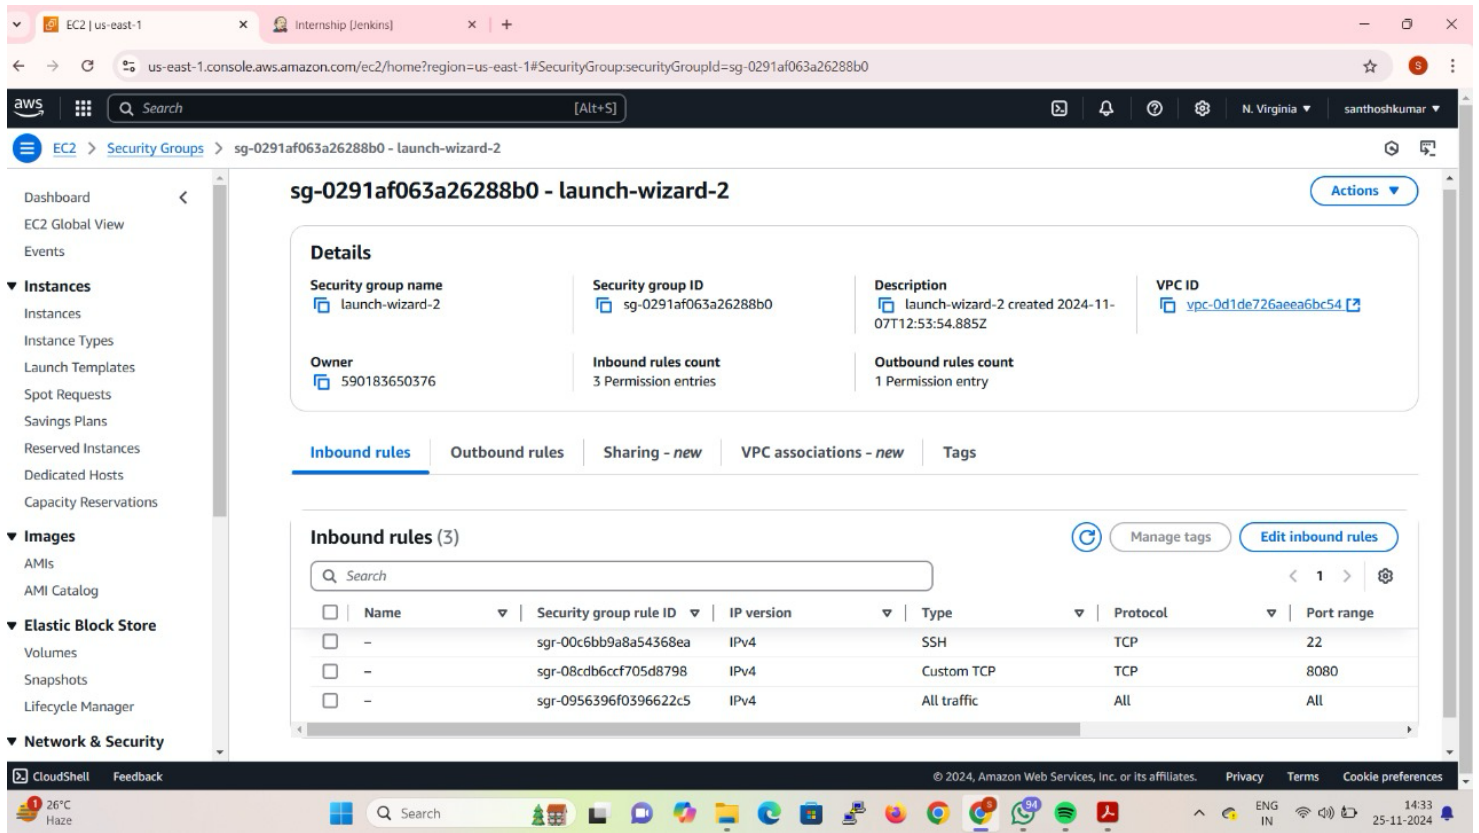 EC2 | us-east-1
Internship [Jenkins]
us-east-1.console.aws.amazon.com/ec2/home?region=us-east-1#SecurityGroup:securityGroupId=sg-0291af063a26288b0
S
aws
Search [Alt+S]
N. Virginia
santhoshkumar
EC2 > Security Groups > sg-0291af063a26288b0 - launch-wizard-2
Dashboard
EC2 Global View
Events
Instances
Instances
Instance Types
Launch Templates
Spot Requests
Savings Plans
Reserved Instances
Dedicated Hosts
Capacity Reservations
Images
AMIs
AMI Catalog
Elastic Block Store
Volumes
Snapshots
Lifecycle Manager
Network & Security
sg-0291af063a26288b0 - launch-wizard-2
Actions
Details
Security group name
launch-wizard-2
Security group ID
sg-0291af063a26288b0
Description
launch-wizard-2 created 2024-11-
07T12:53:54.885Z
VPC ID
vpc-0d1de726aeea6bc54
Owner
590183650376
Inbound rules count
3 Permission entries
Outbound rules count
1 Permission entry
Inbound rules Outbound rules Sharing - new VPC associations - new Tags
Inbound rules (3)
Manage tags
Edit inbound rules
Search
1
Name Security group rule ID IP version Type Protocol Port range
– sgr-00c6bb9a8a54368ea IPv4 SSH TCP 22
– sgr-08cdb6ccf705d8798 IPv4 Custom TCP TCP 8080
– sgr-0956396f0396622c5 IPv4 All traffic All All
CloudShell Feedback
© 2024, Amazon Web Services, Inc. or its affiliates. Privacy Terms Cookie preferences
1
26°C
Haze
Search
S
94
ENG
IN
14:33
25-11-2024